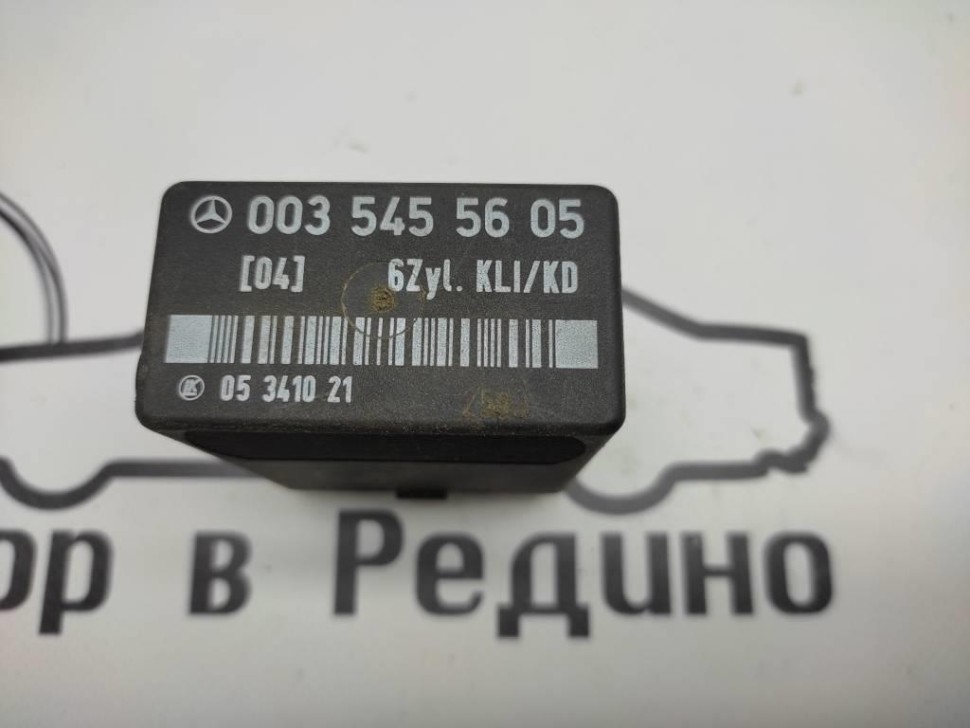 003 545 56 05
[04] 6Zyl. KLI/KD
05 3410 21
ор в Редино